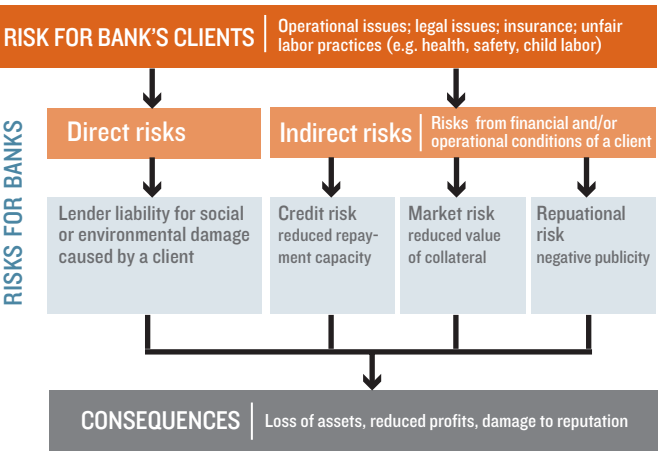 RISK FOR BANK'S CLIENTS
Operational issues; legal issues; insurance; unfair
labor practices (e.g. health, safety, child labor)
RISKS FOR BANKS
Direct risks
Indirect risks
Risks from financial and/or
operational conditions of a client
Lender liability for social
or environmental damage
caused by a client
Credit risk
reduced repay-
ment capacity
Market risk
reduced value
of collateral
Repuational
risk
negative publicity
CONSEQUENCES
Loss of assets, reduced profits, damage to reputation